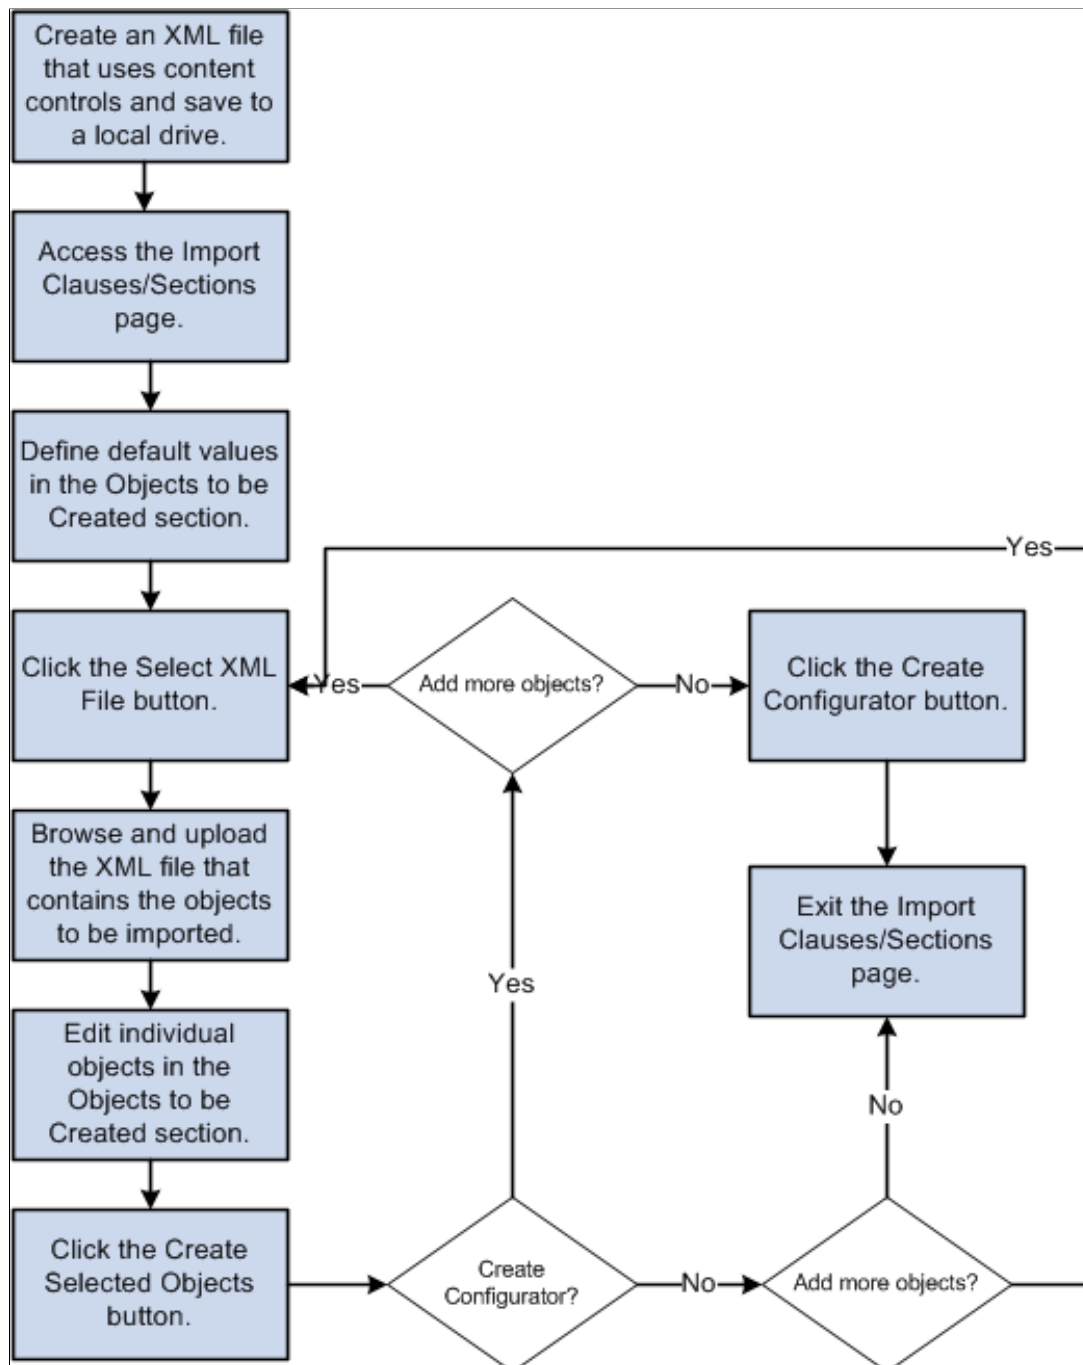 Create an XML file
that uses content
controls and save to
a local drive.
Access the Import
Clauses/Sections
page.
Define default values
in the Objects to be
Created section.
Yes
Click the Select XML
File button.
Yes
Add more objects?
No
Click the Create
Configurator button.
Browse and upload
the XML file that
contains the objects
to be imported.
Exit the Import
Clauses/Sections
page.
Yes
Edit individual
objects in the
Objects to be
Created section.
No
Click the Create
Selected Objects
button.
Create
Configurator?
No
Add more objects?